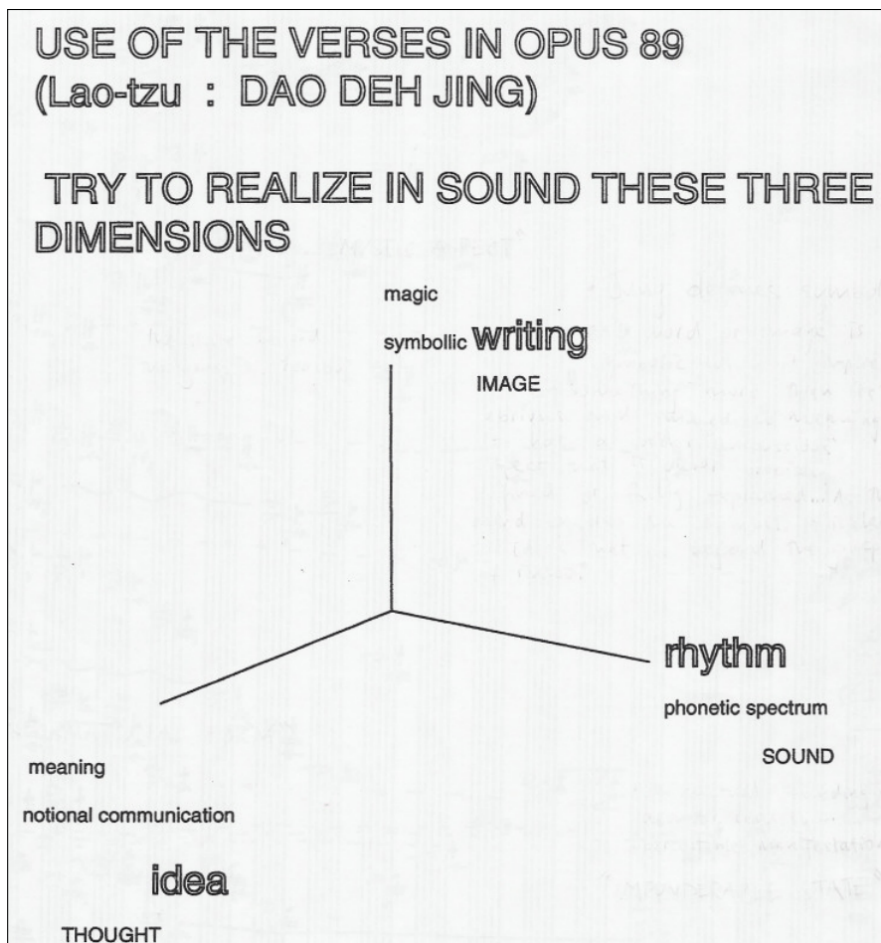 USE OF THE VERSES IN OPUS 89
(Lao-tzu : DAO DEH JING)
TRY TO REALIZE IN SOUND THESE THREE
DIMENSIONS
magic
symbollic writing
IMAGE
rhythm
phonetic spectrum
SOUND
meaning
notional communication
idea
THOUGHT